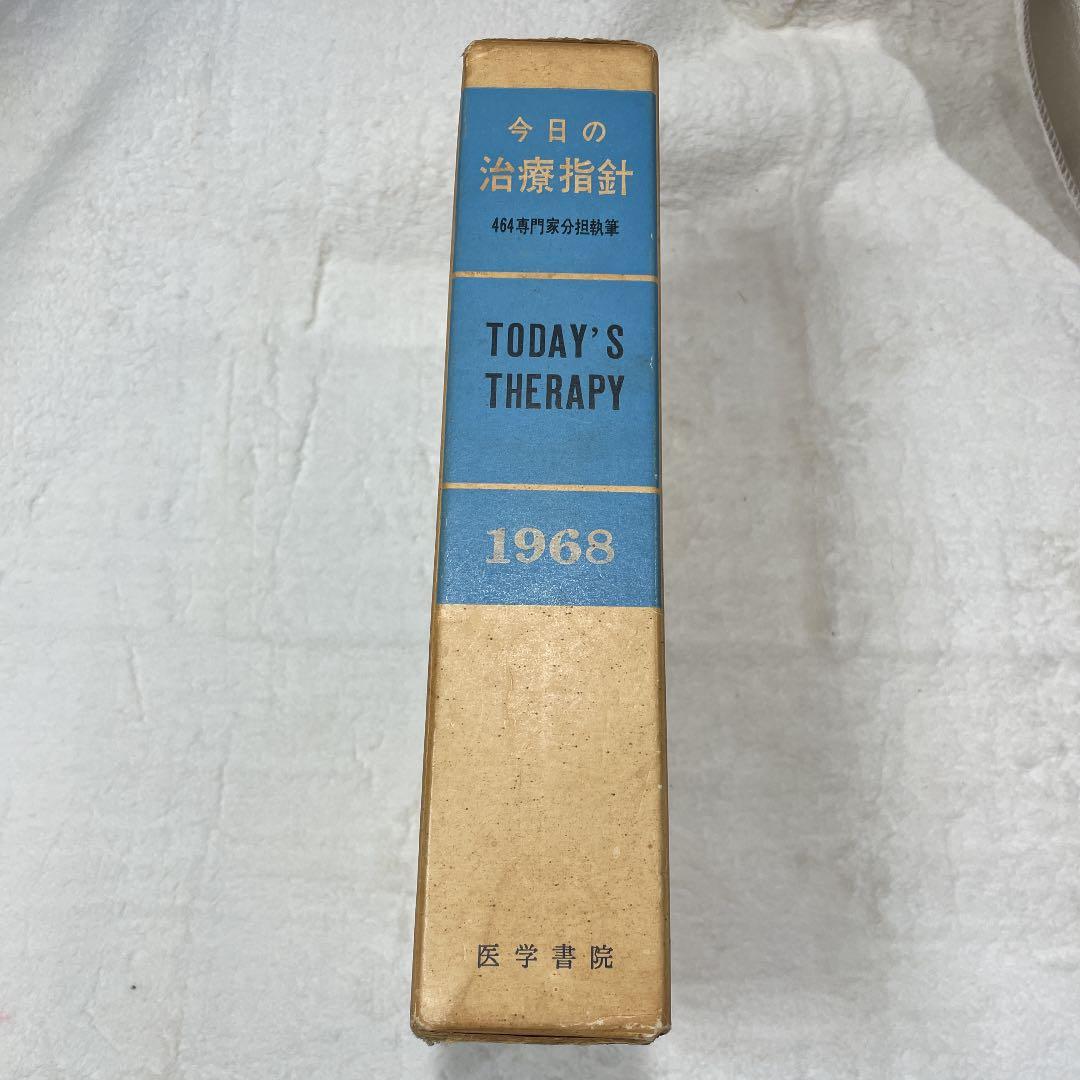 今日の
治療指針
464専門家分担執筆
TODAY'S
THERAPY
1968
医学書院